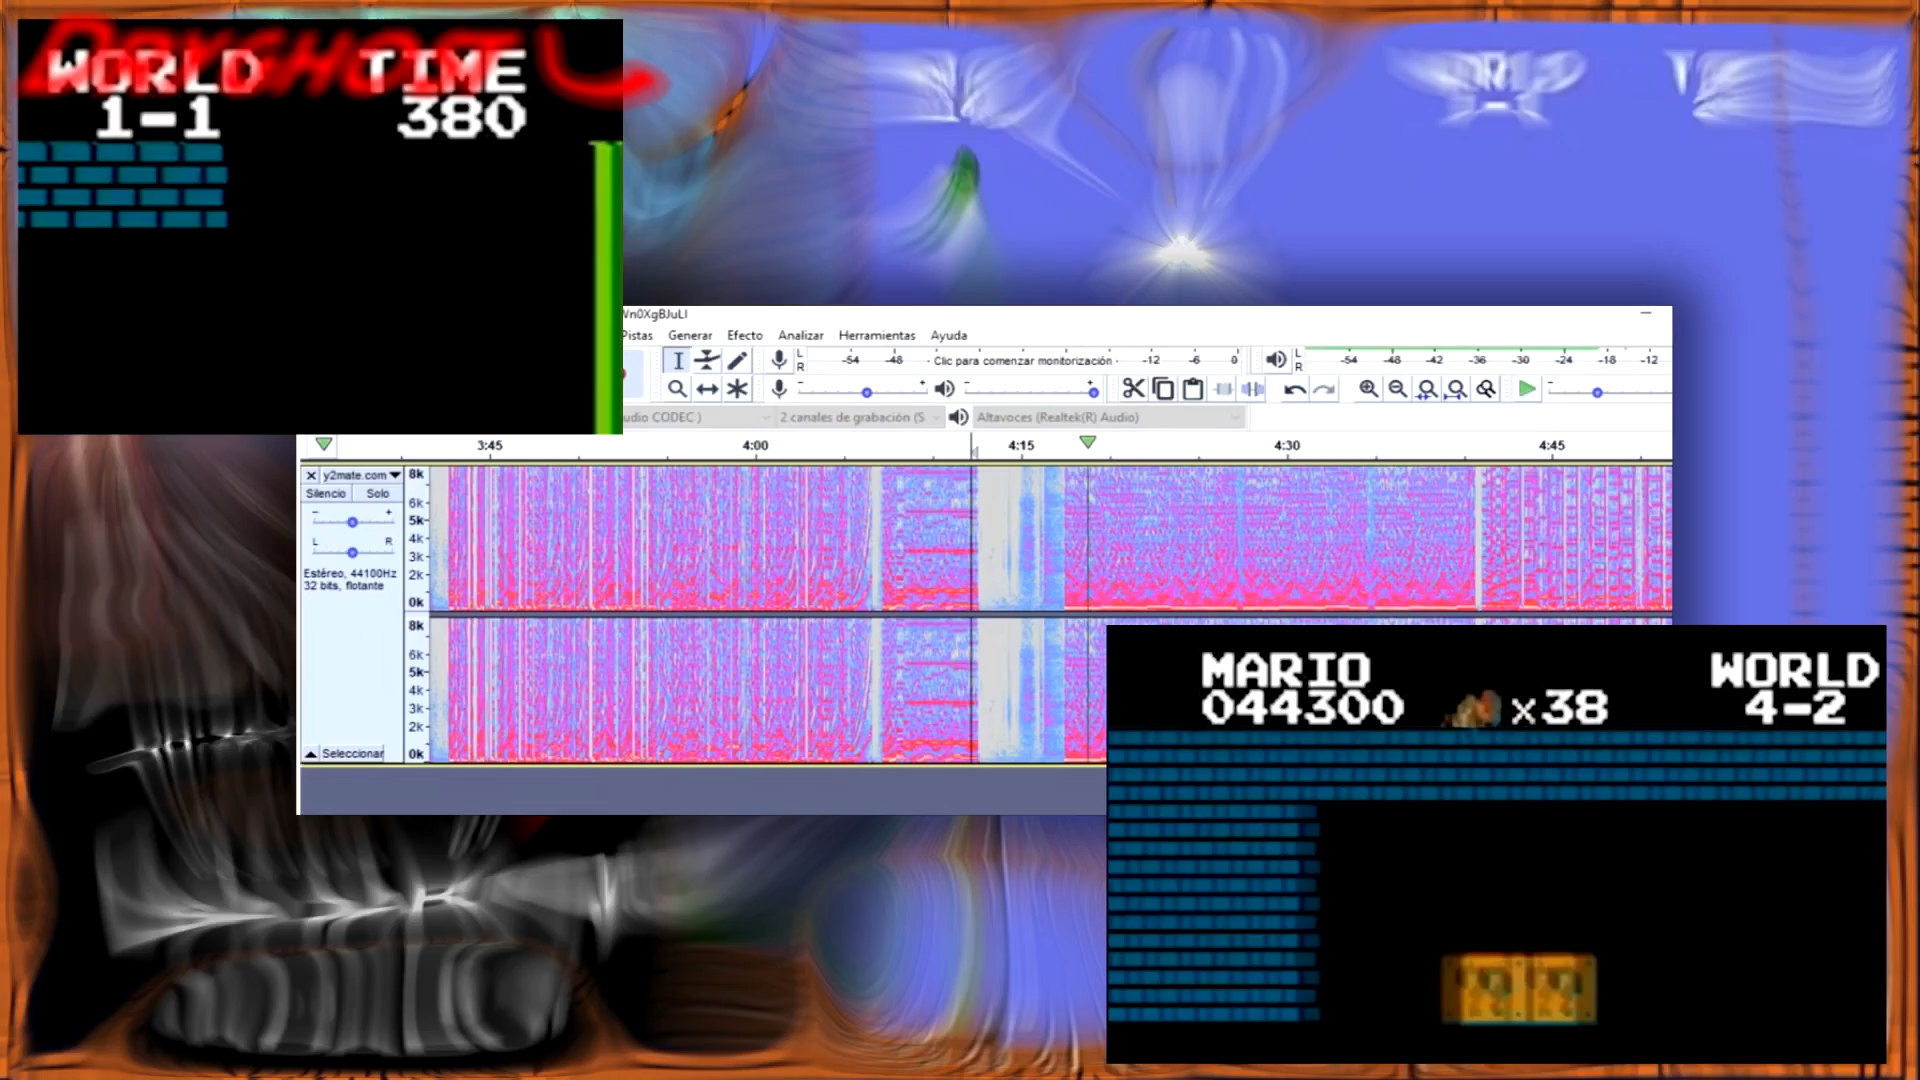 WORLD TIME
1-1 380
Wn0XgBJuLI
Pistas Generar Efecto Analizar Herramientas Ayuda
L R -54 -48 Clic para comenzar monitorización -12 -6 0 L R -54 -48 -42 -36 -30 -24 -18 -12
- + - + -
udio CODEC ) 2 canales de grabación (S Altavoces (Realtek(R) Audio)
3:45 4:00 4:15 4:30 4:45
y2mate.com
Silencio Solo
- +
L R
Estéreo, 44100Hz
32 bits, flotante
Seleccionar
8k
6k
5k
4k
3k
2k
0k
8k
6k
5k
4k
3k
2k
0k
MARIO WORLD
044300 x38 4-2